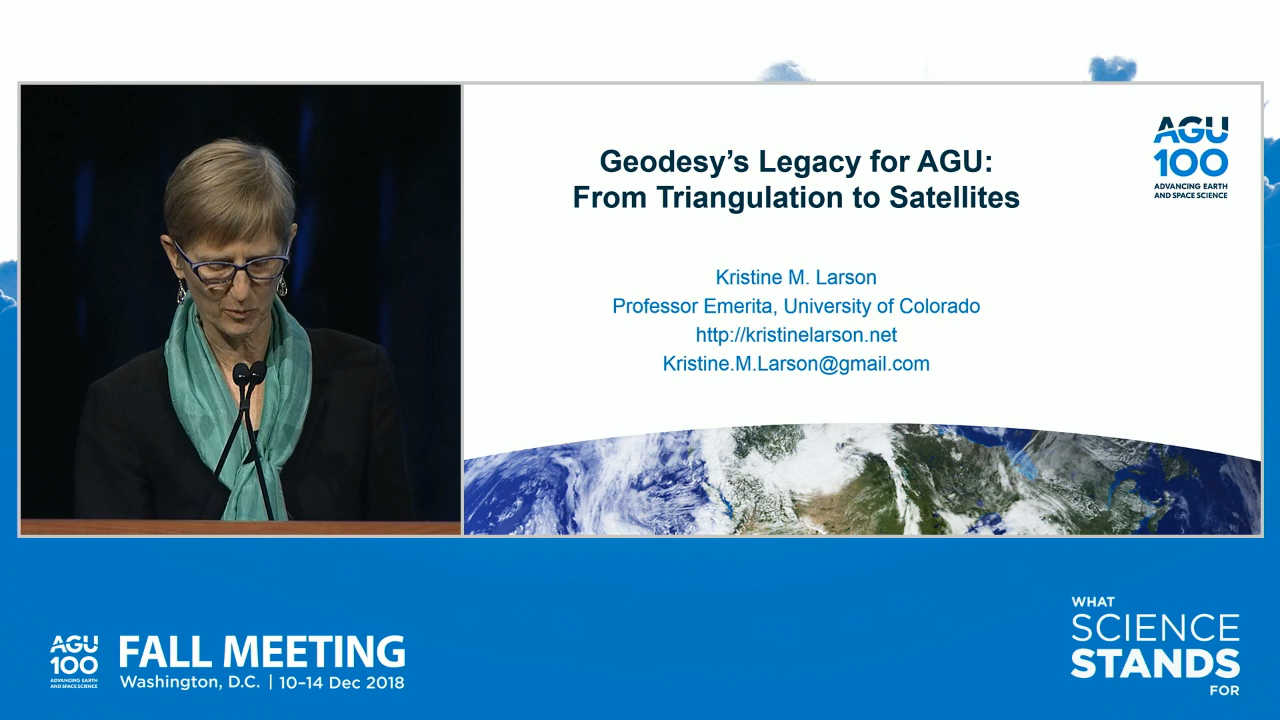 Geodesy's Legacy for AGU:
From Triangulation to Satellites
AGU
100
ADVANCING EARTH
AND SPACE SCIENCE
Kristine M. Larson
Professor Emerita, University of Colorado
http://kristinelarson.net
Kristine.M.Larson@gmail.com
AGU
100
ADVANCING EARTH
AND SPACE SCIENCE
FALL MEETING
Washington, D.C. | 10–14 Dec 2018
WHAT
SCIENCE
STANDS
FOR